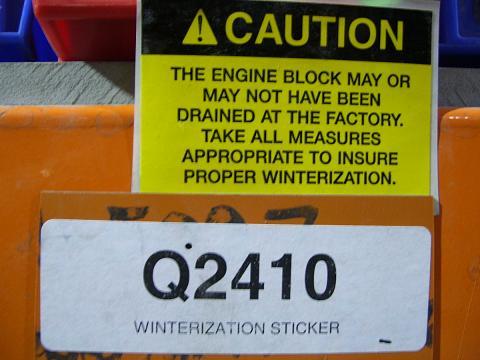 CAUTION
THE ENGINE BLOCK MAY OR
MAY NOT HAVE BEEN
DRAINED AT THE FACTORY.
TAKE ALL MEASURES
APPROPRIATE TO INSURE
PROPER WINTERIZATION.
Q2410
WINTERIZATION STICKER